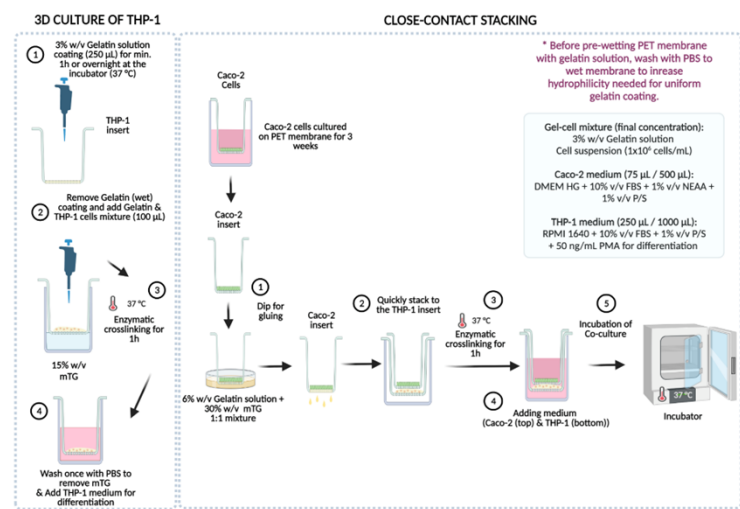 3D CULTURE OF THP-1
1
3% w/v Gelatin solution
coating (250 µL) for min.
1h or overnight at the
incubator (37 °C)
THP-1
insert
2
Remove Gelatin (wet)
coating and add Gelatin &
THP-1 cells mixture (100 µL)
3
37 °C
Enzymatic
crosslinking for
1h
15% w/v
mTG
4
Wash once with PBS to
remove mTG
& Add THP-1 medium for
differentiation
CLOSE-CONTACT STACKING
Caco-2
Cells
Caco-2 cells cultured
on PET membrane for 3
weeks
Caco-2
insert
1
Dip for
gluing
6% w/v Gelatin solution +
30% w/v mTG
1:1 mixture
Caco-2
insert
2
Quickly stack to
the THP-1 insert
3
37 °C
Enzymatic
crosslinking for
1h
4
Adding medium
(Caco-2 (top) & THP-1 (bottom))
5
Incubation of
Co-culture
37 °C
Incubator
* Before pre-wetting PET membrane
with gelatin solution, wash with PBS to
wet membrane to inrease
hydrophilicity needed for uniform
gelatin coating.
Gel-cell mixture (final concentration):
3% w/v Gelatin solution
Cell suspension (1x10⁶ cells/mL)
Caco-2 medium (75 µL / 500 µL):
DMEM HG + 10% v/v FBS + 1% v/v NEAA +
1% v/v P/S
THP-1 medium (250 µL / 1000 µL):
RPMI 1640 + 10% v/v FBS + 1% v/v P/S
+ 50 ng/mL PMA for differentiation